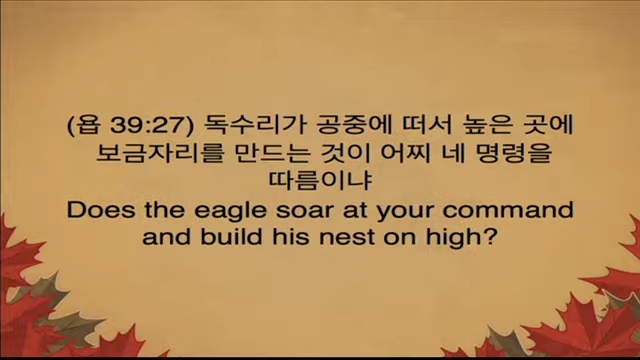 (욥 39:27) 독수리가 공중에 떠서 높은 곳에
보금자리를 만드는 것이 어찌 네 명령을
따름이냐
Does the eagle soar at your command
and build his nest on high?